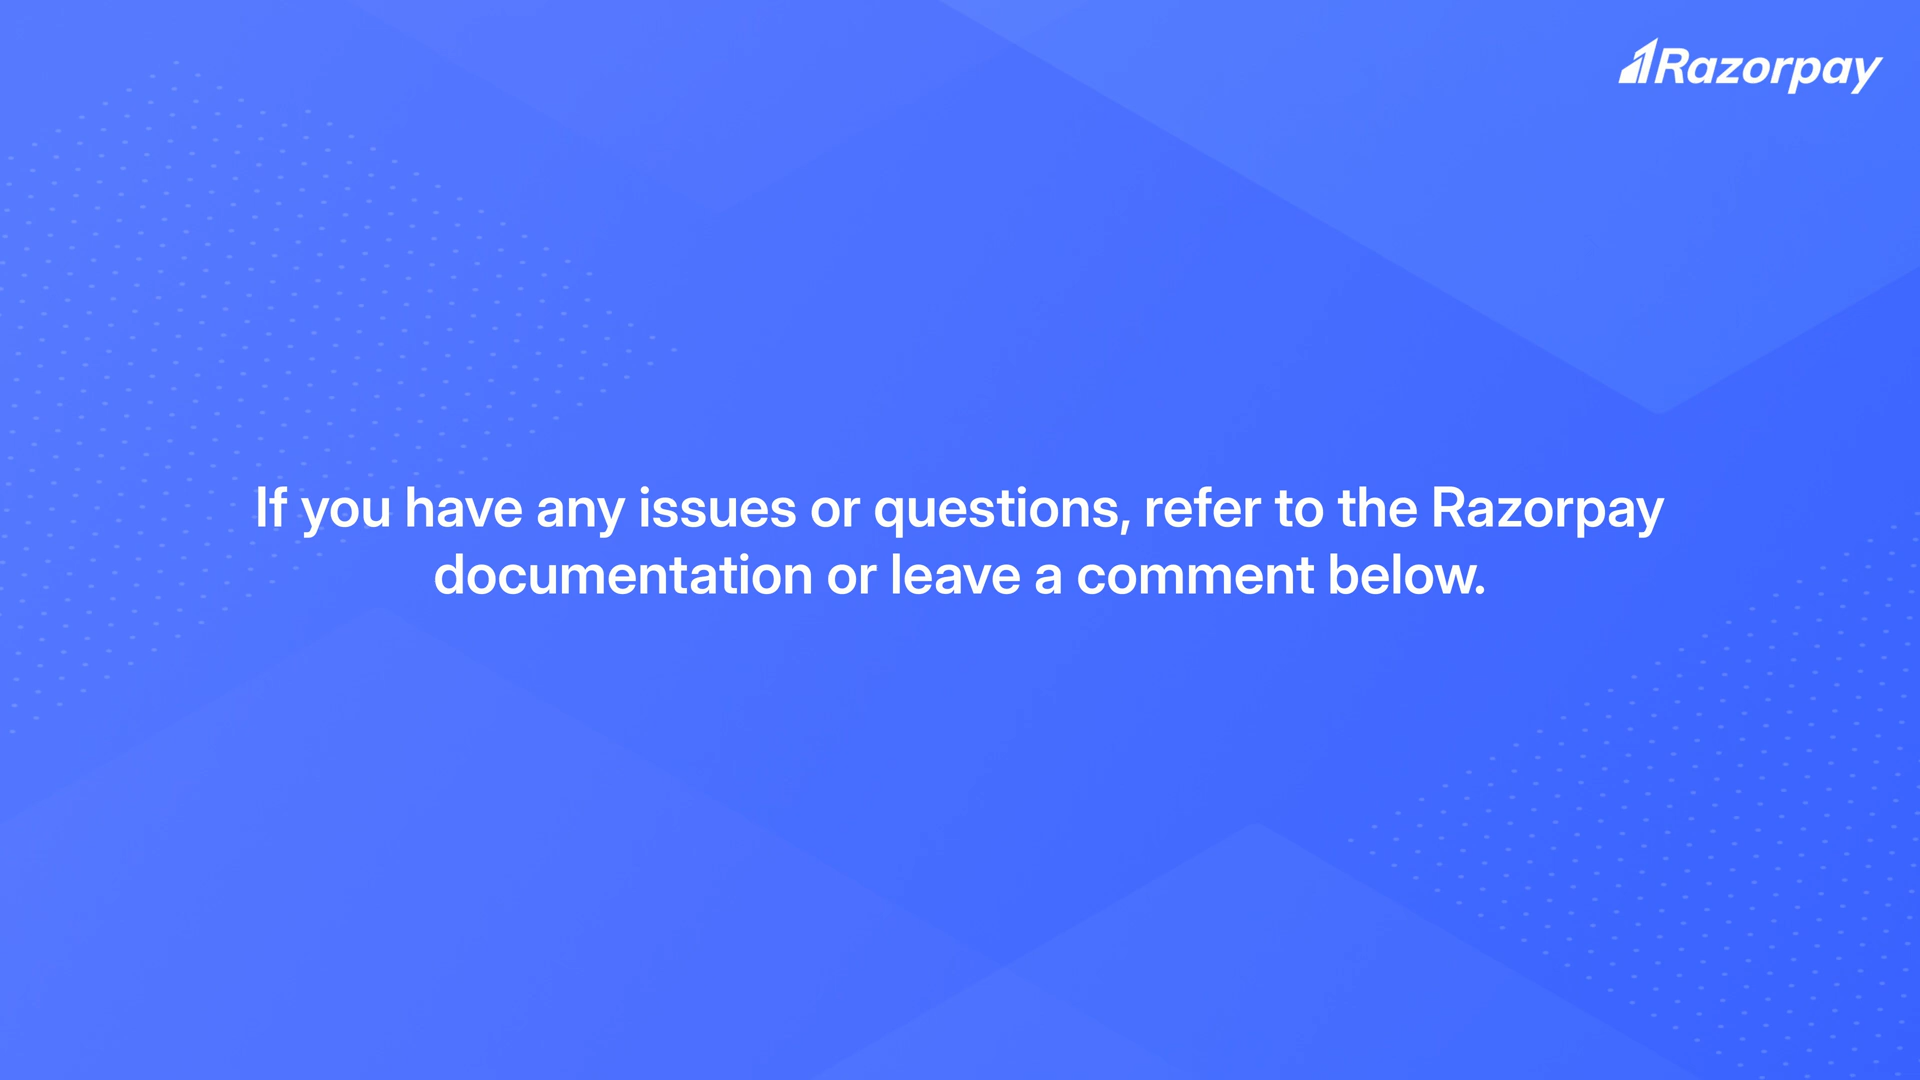 Razorpay
If you have any issues or questions, refer to the Razorpay
documentation or leave a comment below.